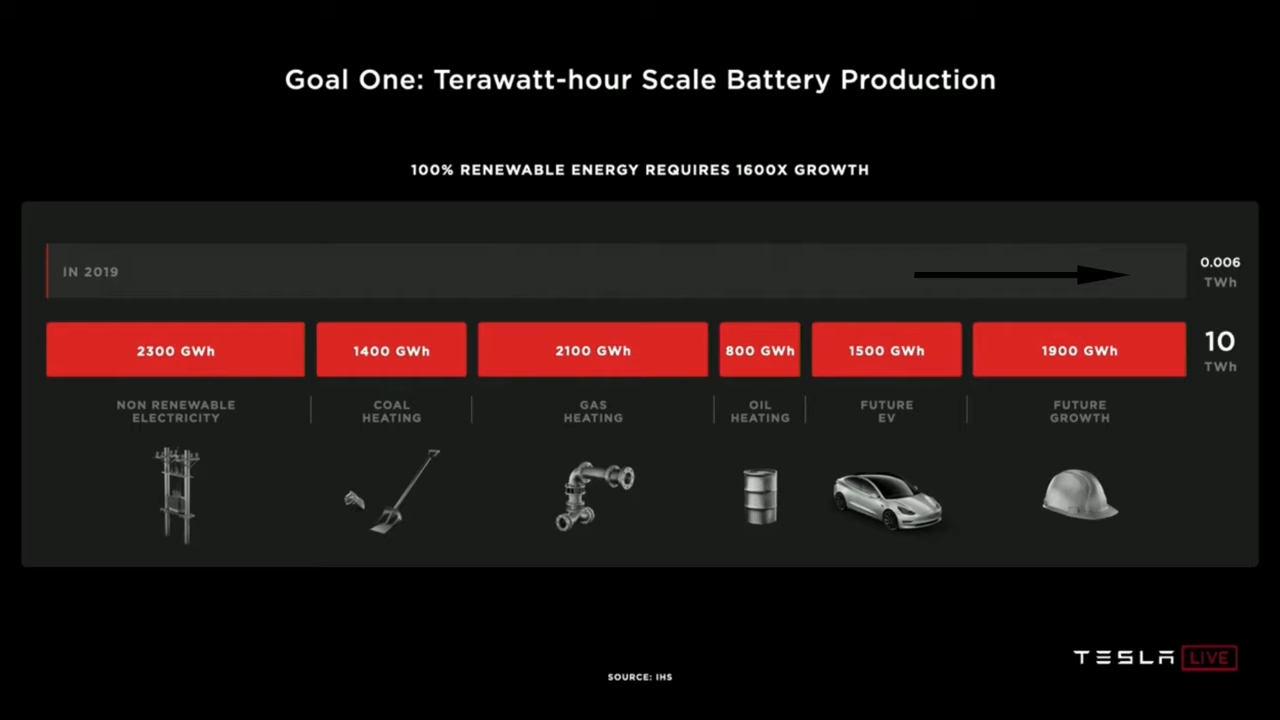 Goal One: Terawatt-hour Scale Battery Production
100% RENEWABLE ENERGY REQUIRES 1600X GROWTH
IN 2019
0.006
TWh
2300 GWh
1400 GWh
2100 GWh
800 GWh
1500 GWh
1900 GWh
10
TWh
NON RENEWABLE
ELECTRICITY
COAL
HEATING
GAS
HEATING
OIL
HEATING
FUTURE
EV
FUTURE
GROWTH
TESLA LIVE
SOURCE: IHS